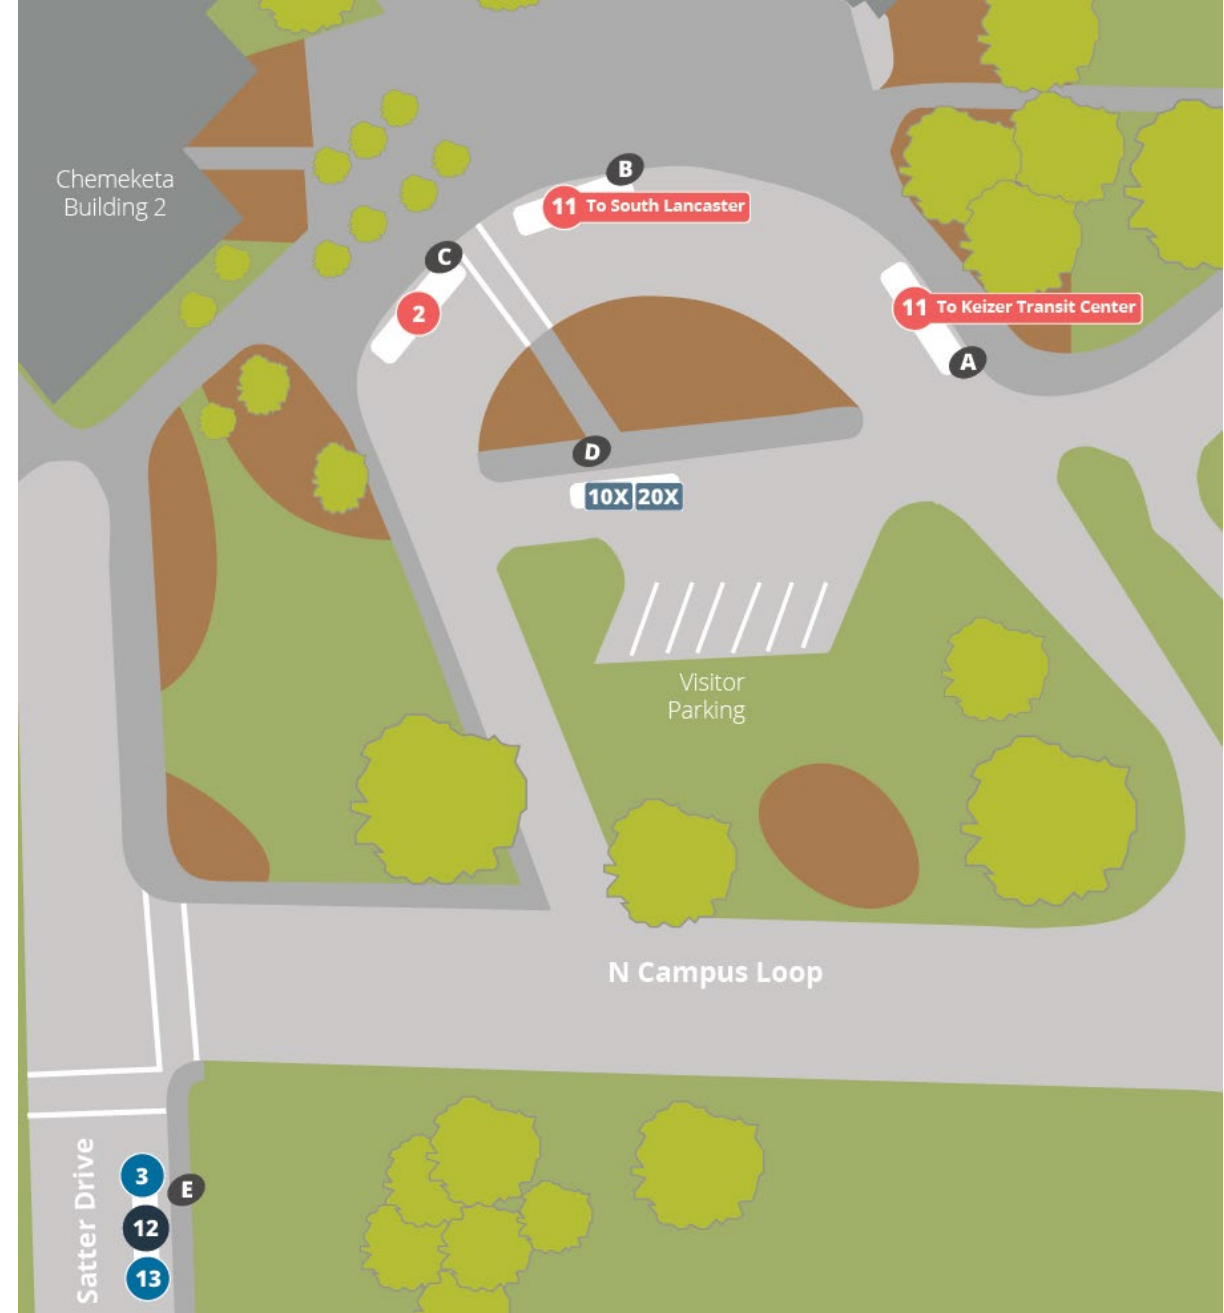 B
Chemeketa
Building 2
11 To South Lancaster
C
2
11 To Keizer Transit Center
A
D
10X 20X
Visitor
Parking
N Campus Loop
Satter Drive
3
E
12
13